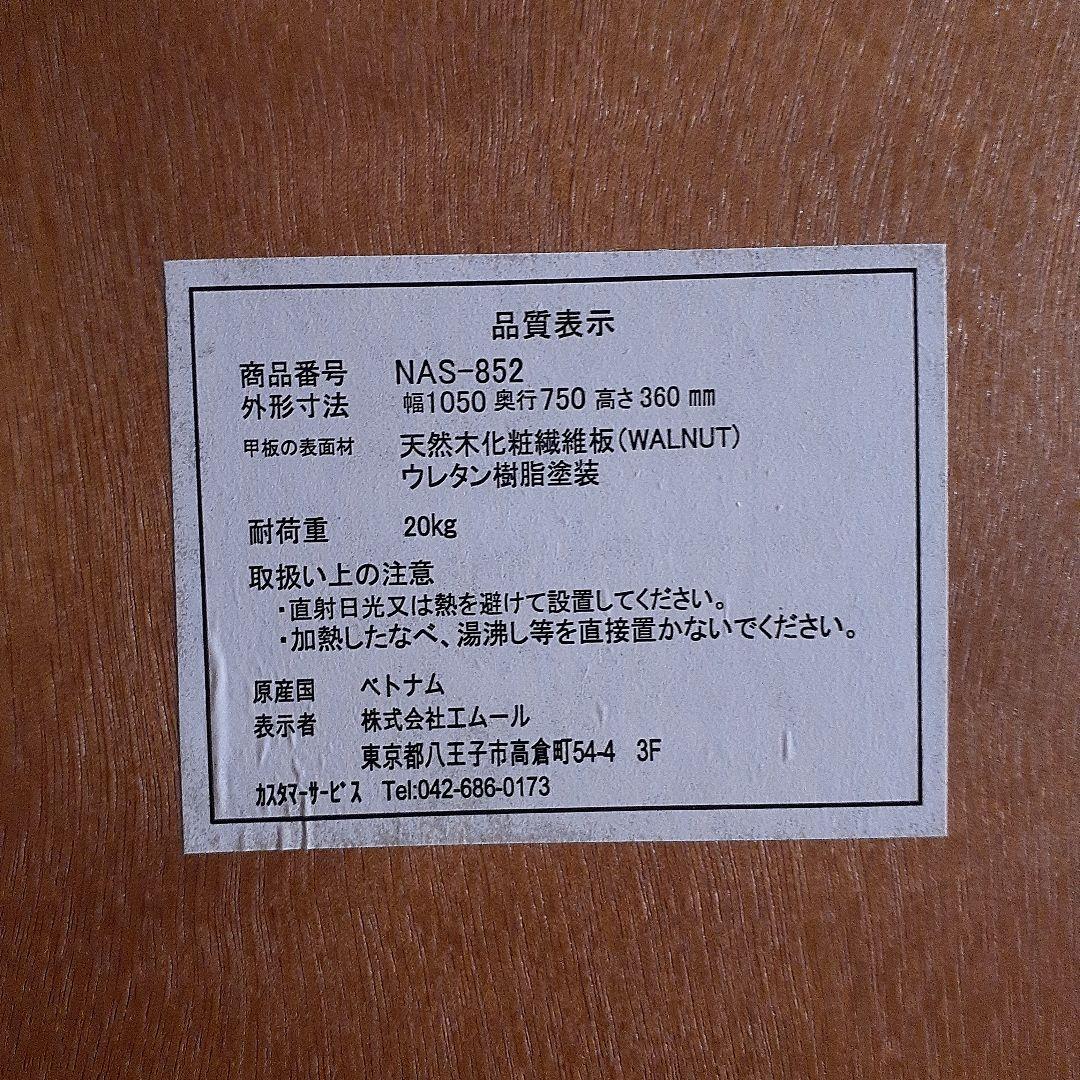 品質表示
商品番号 NAS-852
外形寸法 幅1050 奥行750 高さ360 mm
甲板の表面材 天然木化粧繊維板(WALNUT)
ウレタン樹脂塗装
耐荷重 20kg
取扱い上の注意
・直射日光又は熱を避けて設置してください。
・加熱したなべ、湯沸し等を直接置かないでください。
原産国 ベトナム
表示者 株式会社エムール
東京都八王子市高倉町54-4 3F
ｶｽﾀﾏｰｻｰﾋﾞｽ Tel:042-686-0173